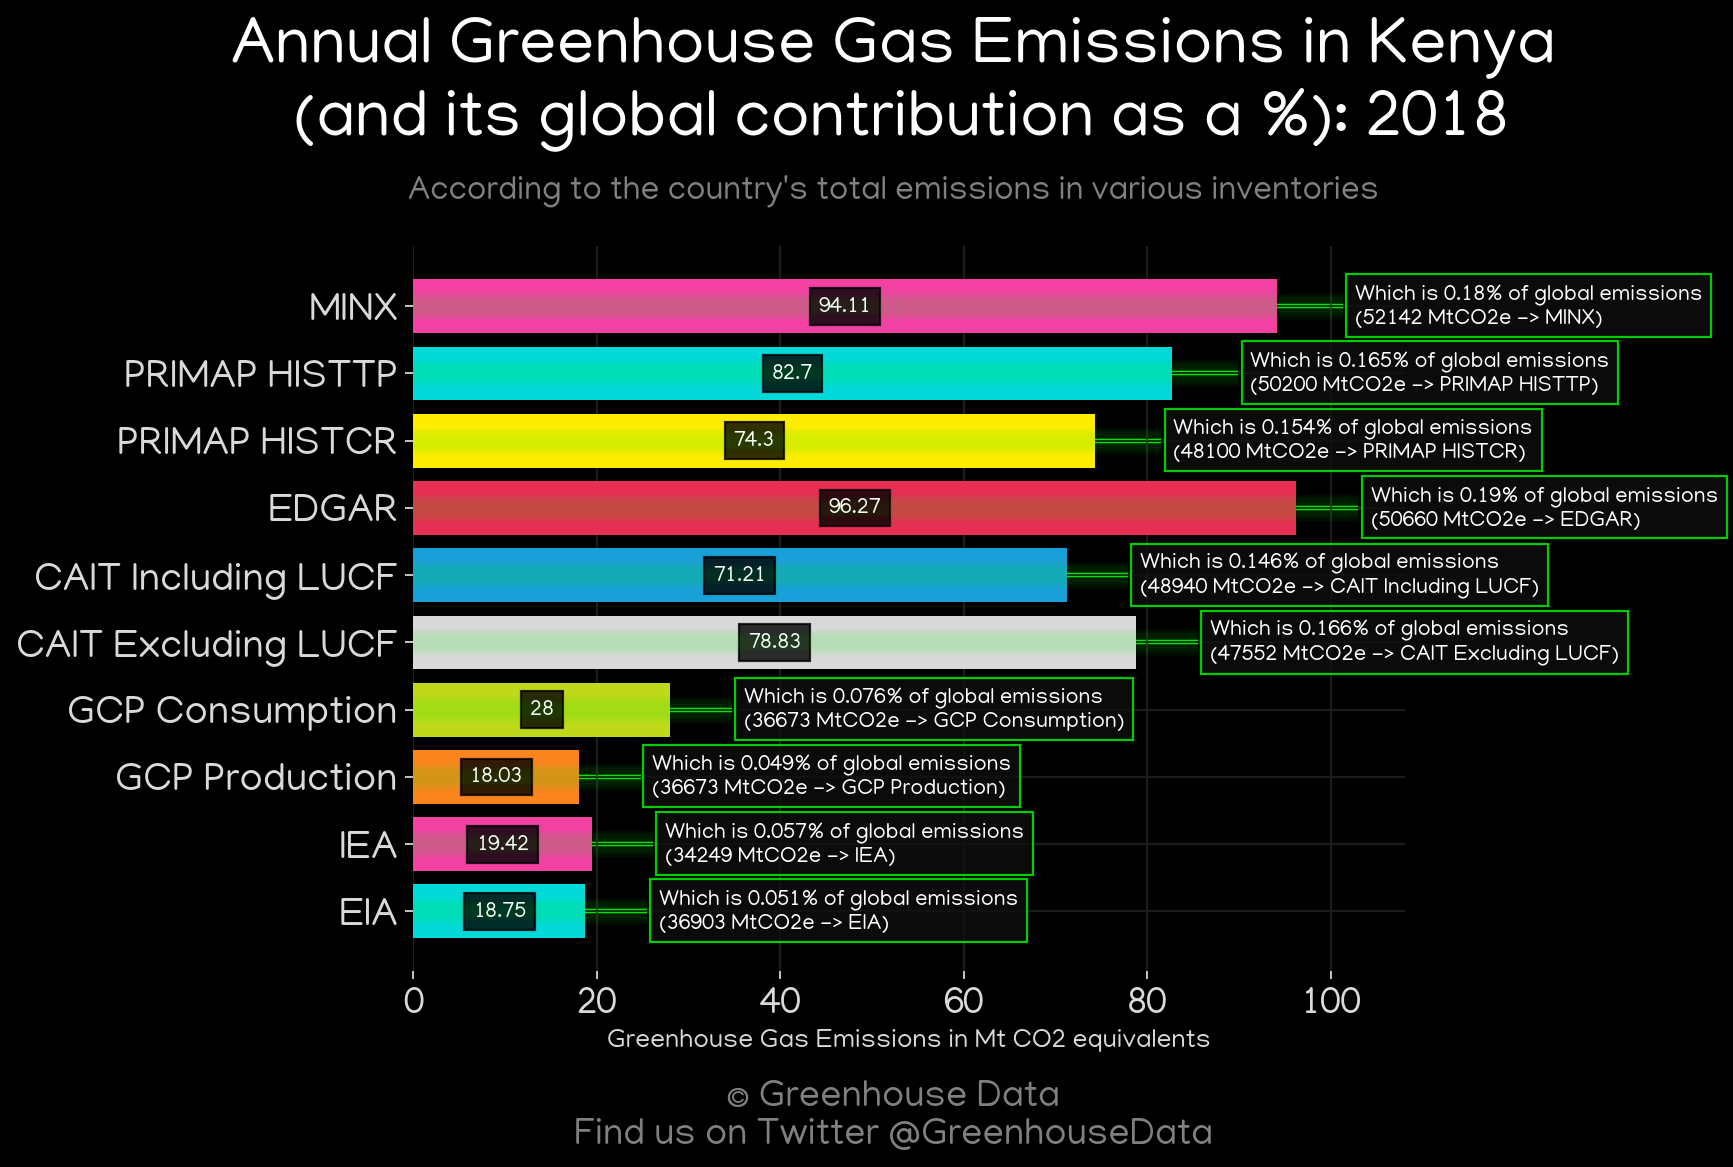 Annual Greenhouse Gas Emissions in Kenya
(and its global contribution as a %): 2018
According to the country's total emissions in various inventories
MINX
94.11
Which is 0.18% of global emissions
(52142 MtCO2e -> MINX)
PRIMAP HISTTP
82.7
Which is 0.165% of global emissions
(50200 MtCO2e -> PRIMAP HISTTP)
PRIMAP HISTCR
74.3
Which is 0.154% of global emissions
(48100 MtCO2e -> PRIMAP HISTCR)
EDGAR
96.27
Which is 0.19% of global emissions
(50660 MtCO2e -> EDGAR)
CAIT Including LUCF
71.21
Which is 0.146% of global emissions
(48940 MtCO2e -> CAIT Including LUCF)
CAIT Excluding LUCF
78.83
Which is 0.166% of global emissions
(47552 MtCO2e -> CAIT Excluding LUCF)
GCP Consumption
28
Which is 0.076% of global emissions
(36673 MtCO2e -> GCP Consumption)
GCP Production
18.03
Which is 0.049% of global emissions
(36673 MtCO2e -> GCP Production)
IEA
19.42
Which is 0.057% of global emissions
(34249 MtCO2e -> IEA)
EIA
18.75
Which is 0.051% of global emissions
(36903 MtCO2e -> EIA)
0 20 40 60 80 100
Greenhouse Gas Emissions in Mt CO2 equivalents
© Greenhouse Data
Find us on Twitter @GreenhouseData